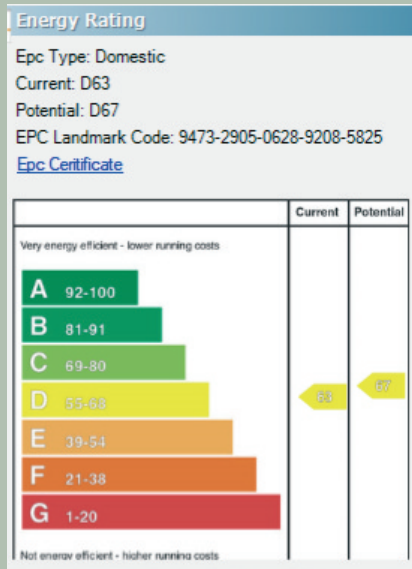 Energy Rating
Epc Type: Domestic
Current: D63
Potential: D67
EPC Landmark Code: 9473-2905-0628-9208-5825
Epc Ceritificate
Current Potential
Very energy efficient - lower running costs
A 92-100
B 81-91
C 69-80
D 55-68
63
67
E 39-54
F 21-38
G 1-20
Not energy efficient - higher running costs